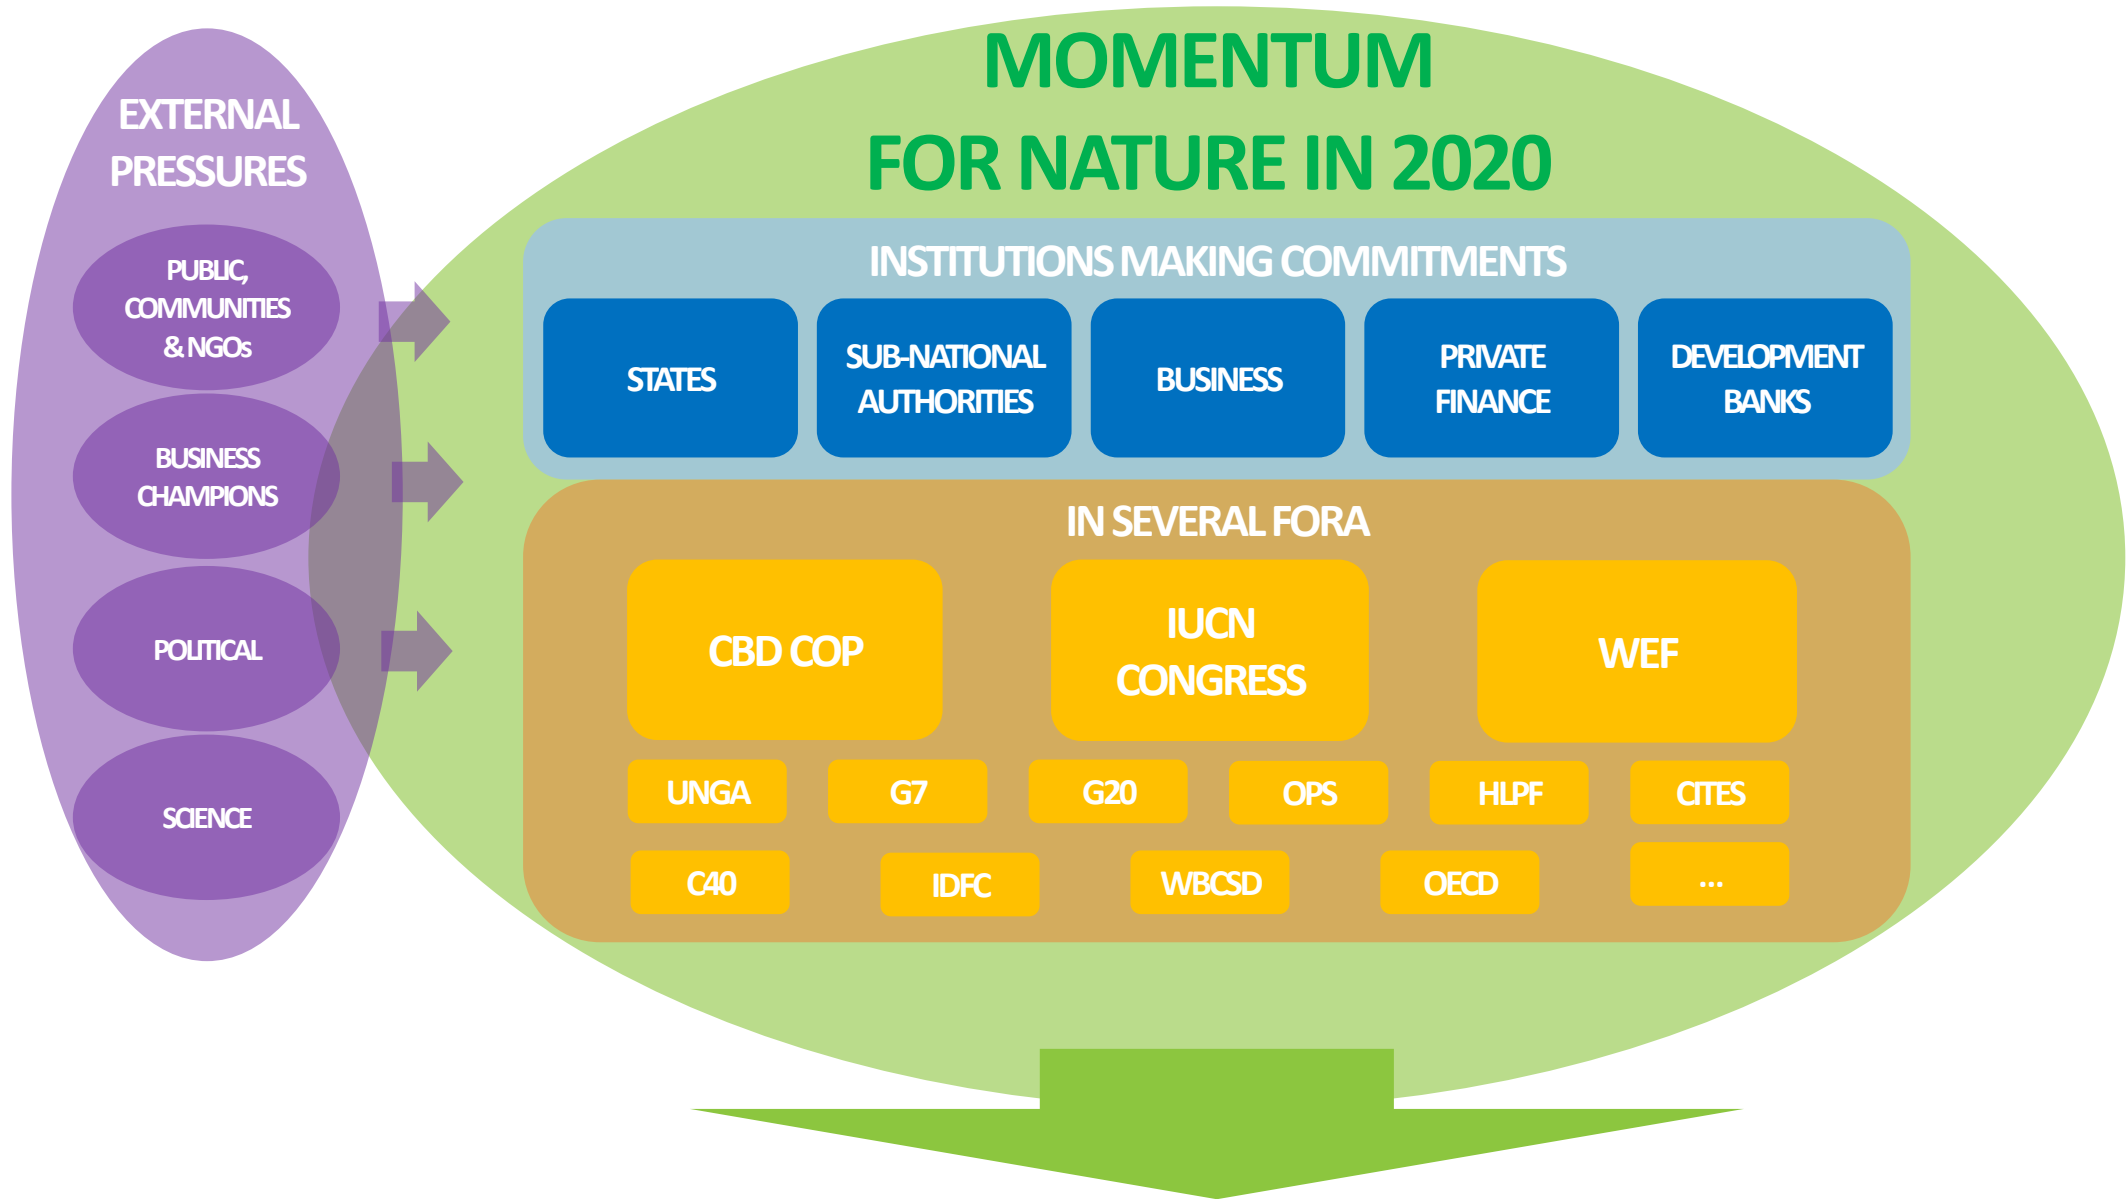 MOMENTUM
FOR NATURE IN 2020
EXTERNAL
PRESSURES
PUBLIC,
COMMUNITIES
& NGOs
BUSINESS
CHAMPIONS
POLITICAL
SCIENCE
INSTITUTIONS MAKING COMMITMENTS
STATES
SUB-NATIONAL
AUTHORITIES
BUSINESS
PRIVATE
FINANCE
DEVELOPMENT
BANKS
IN SEVERAL FORA
CBD COP
IUCN
CONGRESS
WEF
UNGA
G7
G20
OPS
HLPF
CITES
C40
IDFC
WBCSD
OECD
...